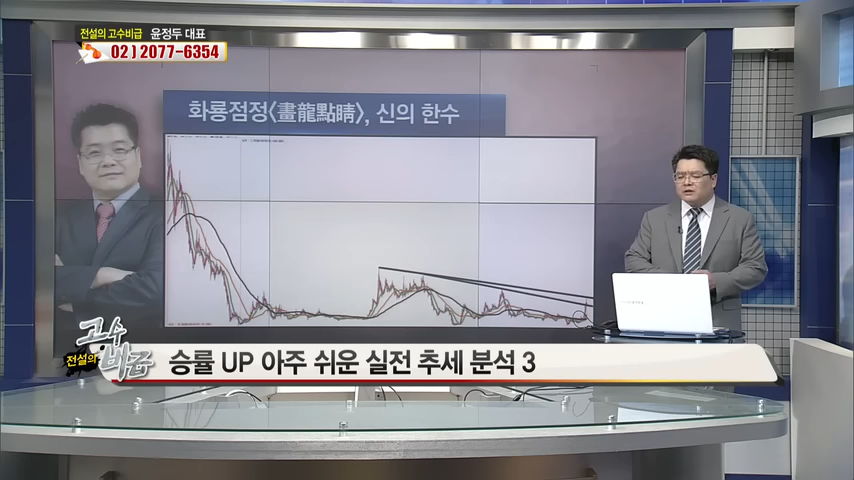 전설의 고수비급 윤정두 대표
02 ) 2077-6354
화룡점정<畫龍點睛>, 신의 한수
전설의 고수비급
승률 UP 아주 쉬운 실전 추세 분석 3